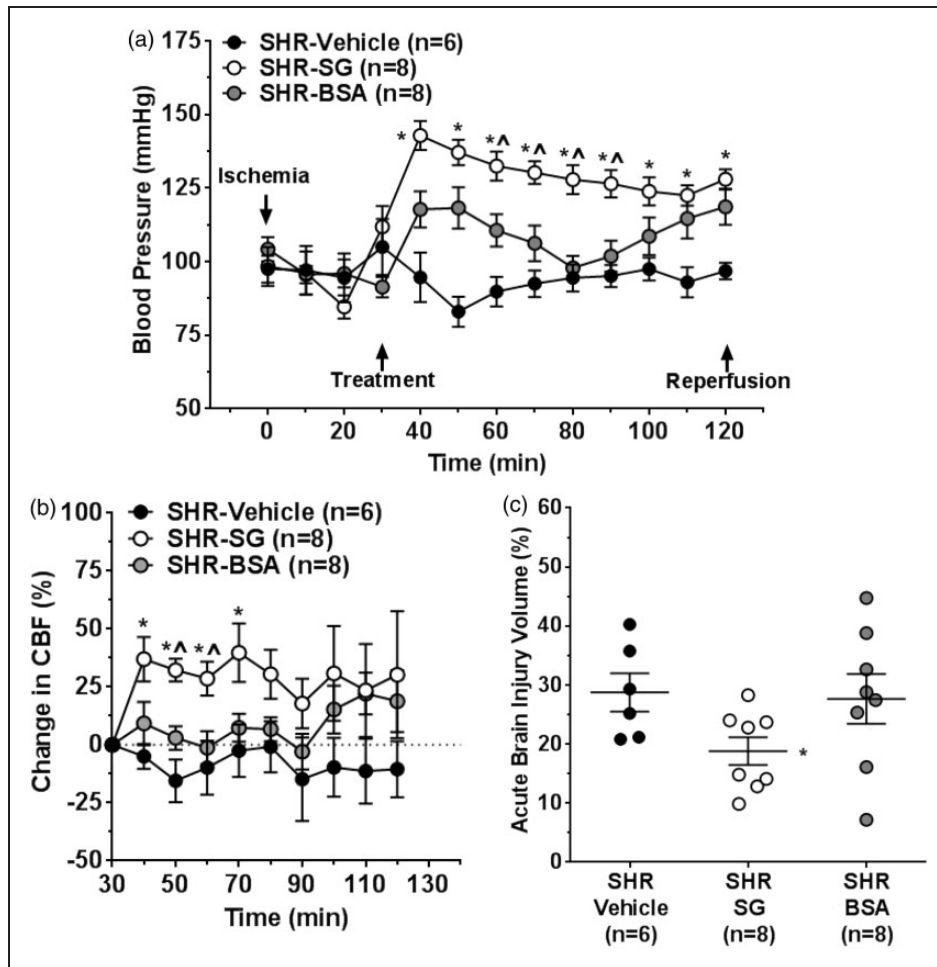 (a)
175
150
125
100
75
50
Blood Pressure (mmHg)
SHR-Vehicle (n=6)
SHR-SG (n=8)
SHR-BSA (n=8)
Ischemia
* * *^ *^ *^ *^ * * *
Treatment
Reperfusion
0 20 40 60 80 100 120
Time (min)
(b)
100
75
50
25
0
-25
-50
Change in CBF (%)
SHR-Vehicle (n=6)
SHR-SG (n=8)
SHR-BSA (n=8)
* *^ *^ *
30 50 70 90 110 130
Time (min)
(c)
60
50
40
30
20
10
0
Acute Brain Injury Volume (%)
*
SHR Vehicle (n=6)
SHR SG (n=8)
SHR BSA (n=8)